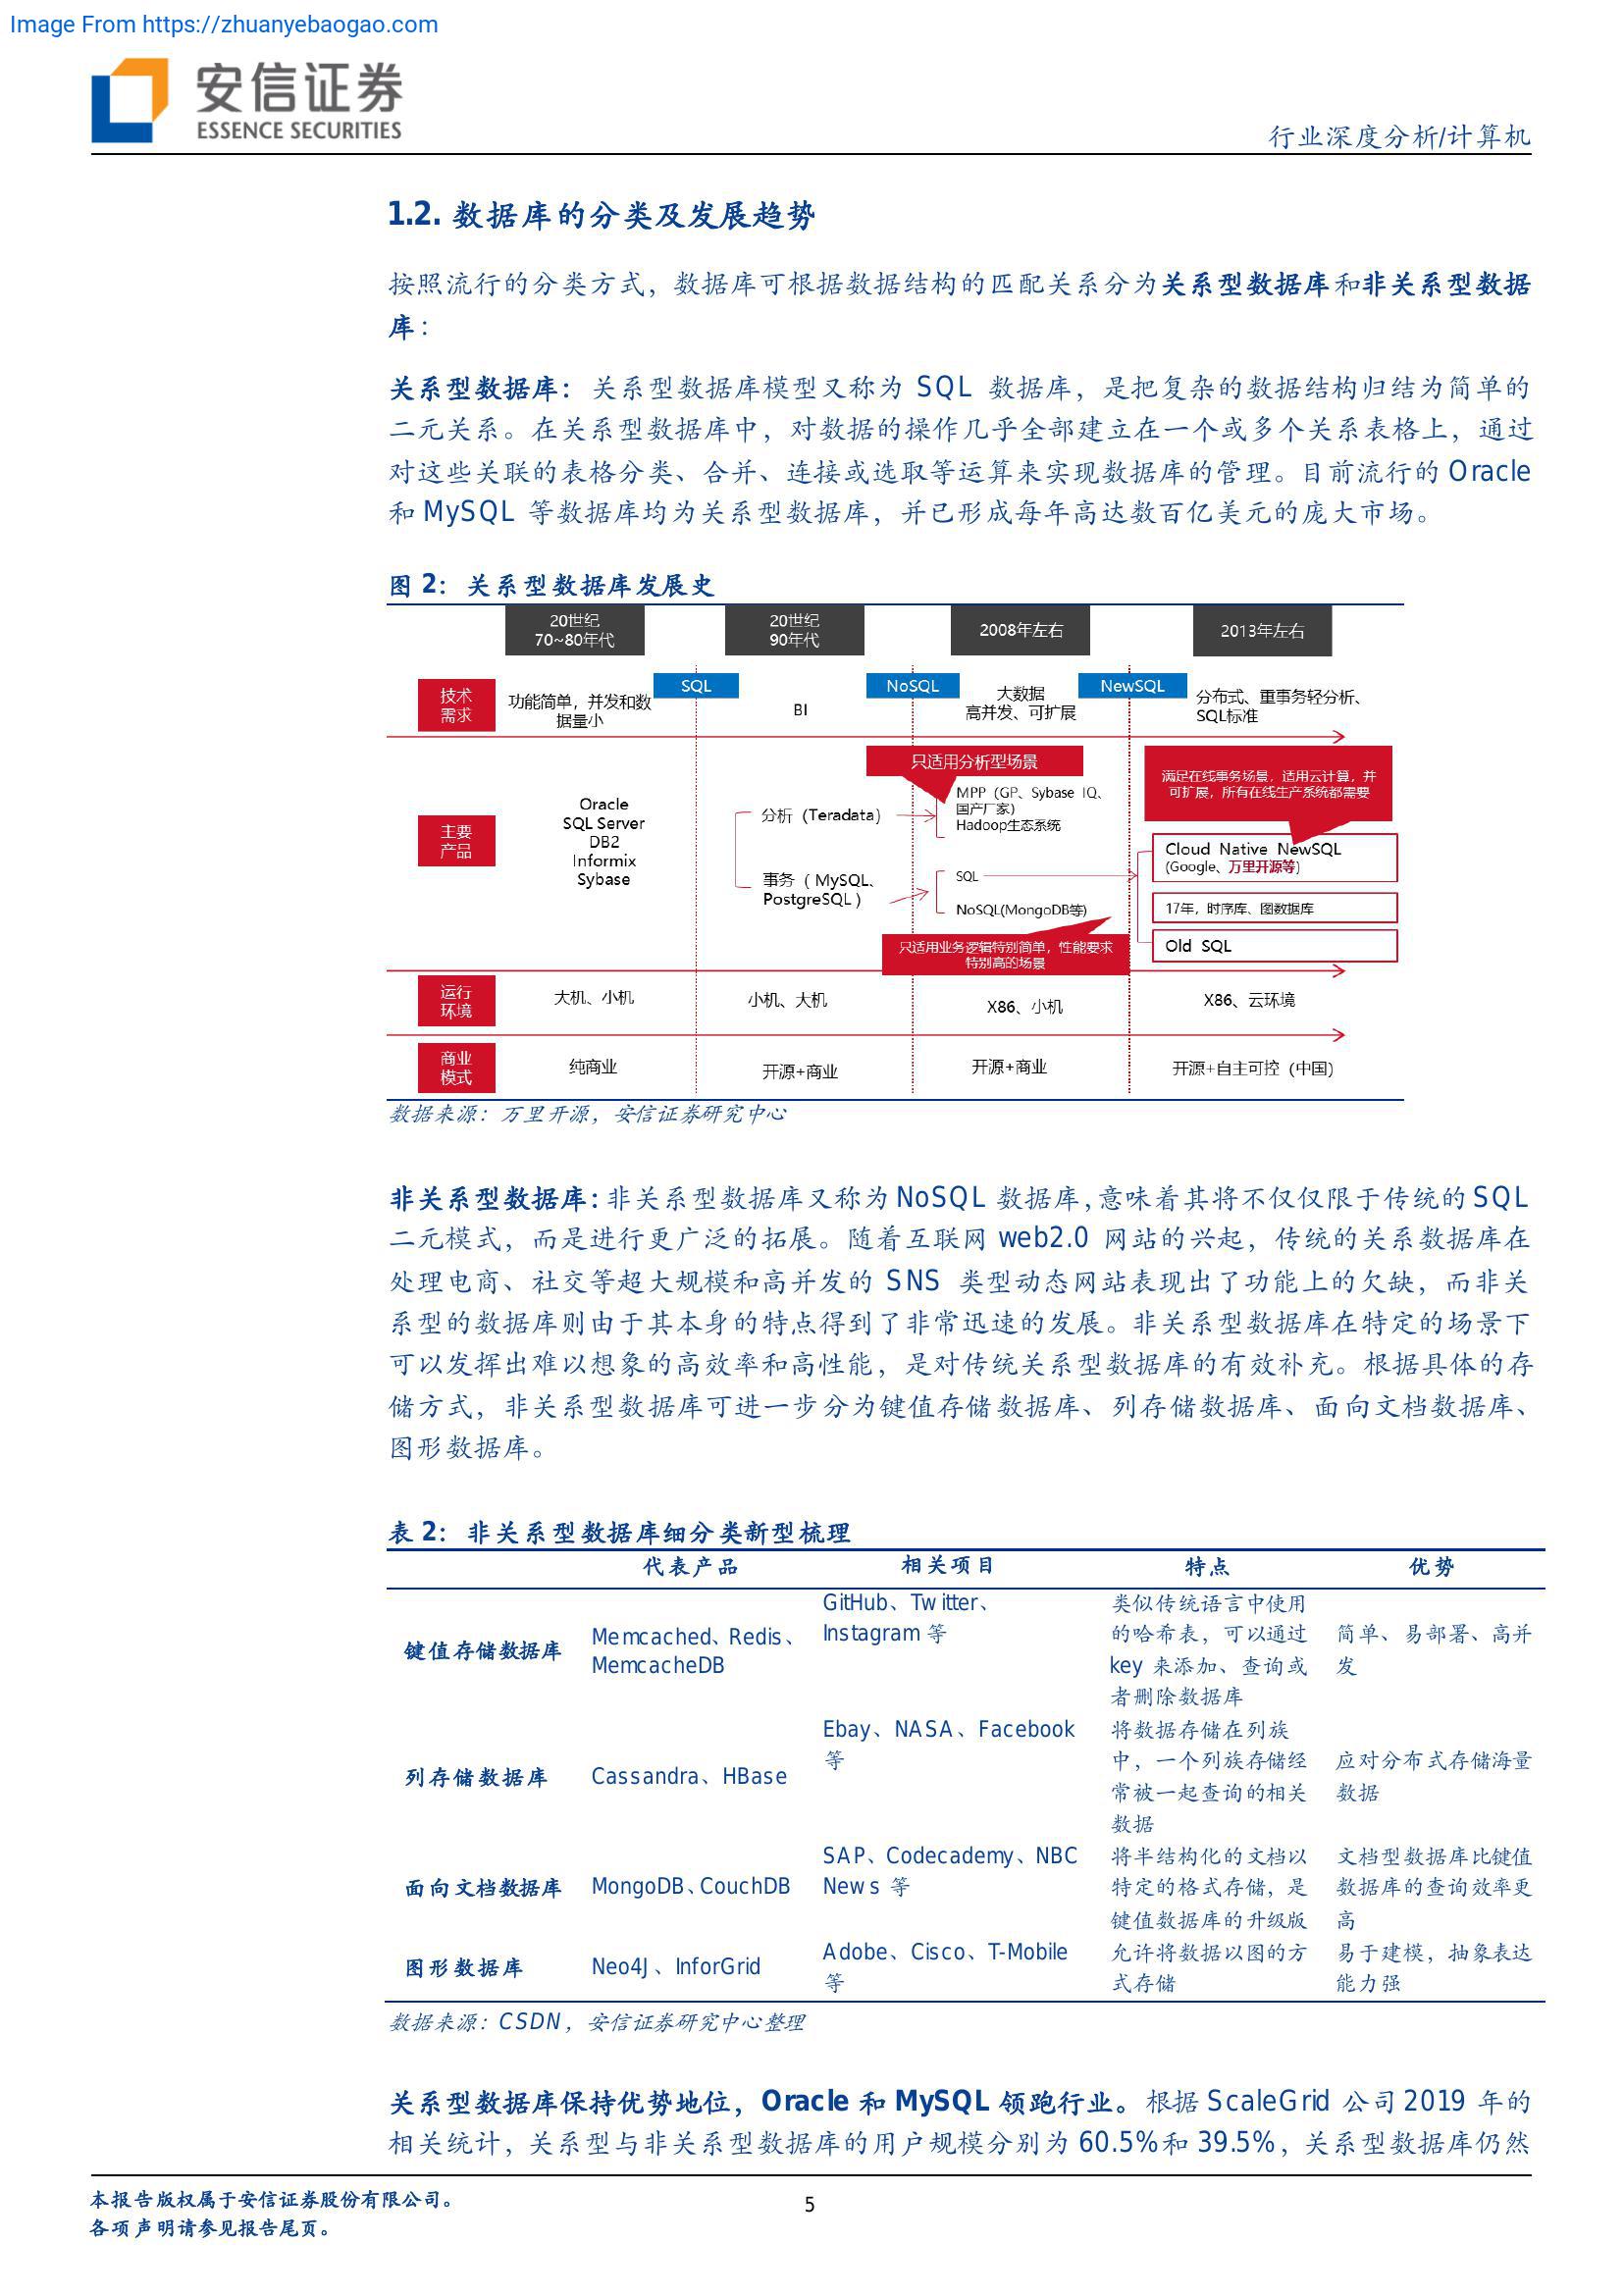 Image From https://zhuanyebaogao.com
安信证券
ESSENCE SECURITIES
行业深度分析/计算机
1.2. 数据库的分类及发展趋势
按照流行的分类方式，数据库可根据数据结构的匹配关系分为关系型数据库和非关系型数据
库：
关系型数据库：关系型数据库模型又称为 SQL 数据库，是把复杂的数据结构归结为简单的
二元关系。在关系型数据库中，对数据的操作几乎全部建立在一个或多个关系表格上，通过
对这些关联的表格分类、合并、连接或选取等运算来实现数据库的管理。目前流行的 Oracle
和 MySQL 等数据库均为关系型数据库，并已形成每年高达数百亿美元的庞大市场。
图 2：关系型数据库发展史
20世纪
70~80年代
20世纪
90年代
2008年左右
2013年左右
SQL
NoSQL
NewSQL
技术
需求
功能简单，并发和数
据量小
BI
大数据
高并发、可扩展
分布式、重事务轻分析、
SQL标准
主要
产品
Oracle
SQL Server
DB2
Informix
Sybase
分析（Teradata）
事务（ MySQL、
PostgreSQL ）
只适用分析型场景
MPP（GP、Sybase IQ、
国产厂家）
Hadoop生态系统
SQL
NoSQL(MongoDB等)
只适用业务逻辑特别简单，性能要求
特别高的场景
满足在线事务场景，适用云计算，并
可扩展，所有在线生产系统都需要
Cloud Native NewSQL
(Google、万里开源等)
17年，时序库、图数据库
Old SQL
运行
环境
大机、小机
小机、大机
X86、小机
X86、云环境
商业
模式
纯商业
开源+商业
开源+商业
开源+自主可控（中国）
数据来源：万里开源，安信证券研究中心
非关系型数据库：非关系型数据库又称为 NoSQL 数据库，意味着其将不仅仅限于传统的 SQL
二元模式，而是进行更广泛的拓展。随着互联网 web2.0 网站的兴起，传统的关系数据库在
处理电商、社交等超大规模和高并发的 SNS 类型动态网站表现出了功能上的欠缺，而非关
系型的数据库则由于其本身的特点得到了非常迅速的发展。非关系型数据库在特定的场景下
可以发挥出难以想象的高效率和高性能，是对传统关系型数据库的有效补充。根据具体的存
储方式，非关系型数据库可进一步分为键值存储数据库、列存储数据库、面向文档数据库、
图形数据库。
表 2：非关系型数据库细分类新型梳理
代表产品 相关项目 特点 优势
键值存储数据库
Memcached、Redis、
MemcacheDB
GitHub、Twitter、
Instagram 等
类似传统语言中使用
的哈希表，可以通过
key 来添加、查询或
者删除数据库
简单、易部署、高并
发
列存储数据库
Cassandra、HBase
Ebay、NASA、Facebook
等
将数据存储在列族
中，一个列族存储经
常被一起查询的相关
数据
应对分布式存储海量
数据
面向文档数据库
MongoDB、CouchDB
SAP、Codecademy、NBC
News 等
将半结构化的文档以
特定的格式存储，是
键值数据库的升级版
文档型数据库比键值
数据库的查询效率更
高
图形数据库
Neo4J、InforGrid
Adobe、Cisco、T-Mobile
等
允许将数据以图的方
式存储
易于建模，抽象表达
能力强
数据来源：CSDN，安信证券研究中心整理
关系型数据库保持优势地位，Oracle 和 MySQL 领跑行业。根据 ScaleGrid 公司 2019 年的
相关统计，关系型与非关系型数据库的用户规模分别为 60.5%和 39.5%，关系型数据库仍然
本报告版权属于安信证券股份有限公司。
各项声明请参见报告尾页。
5